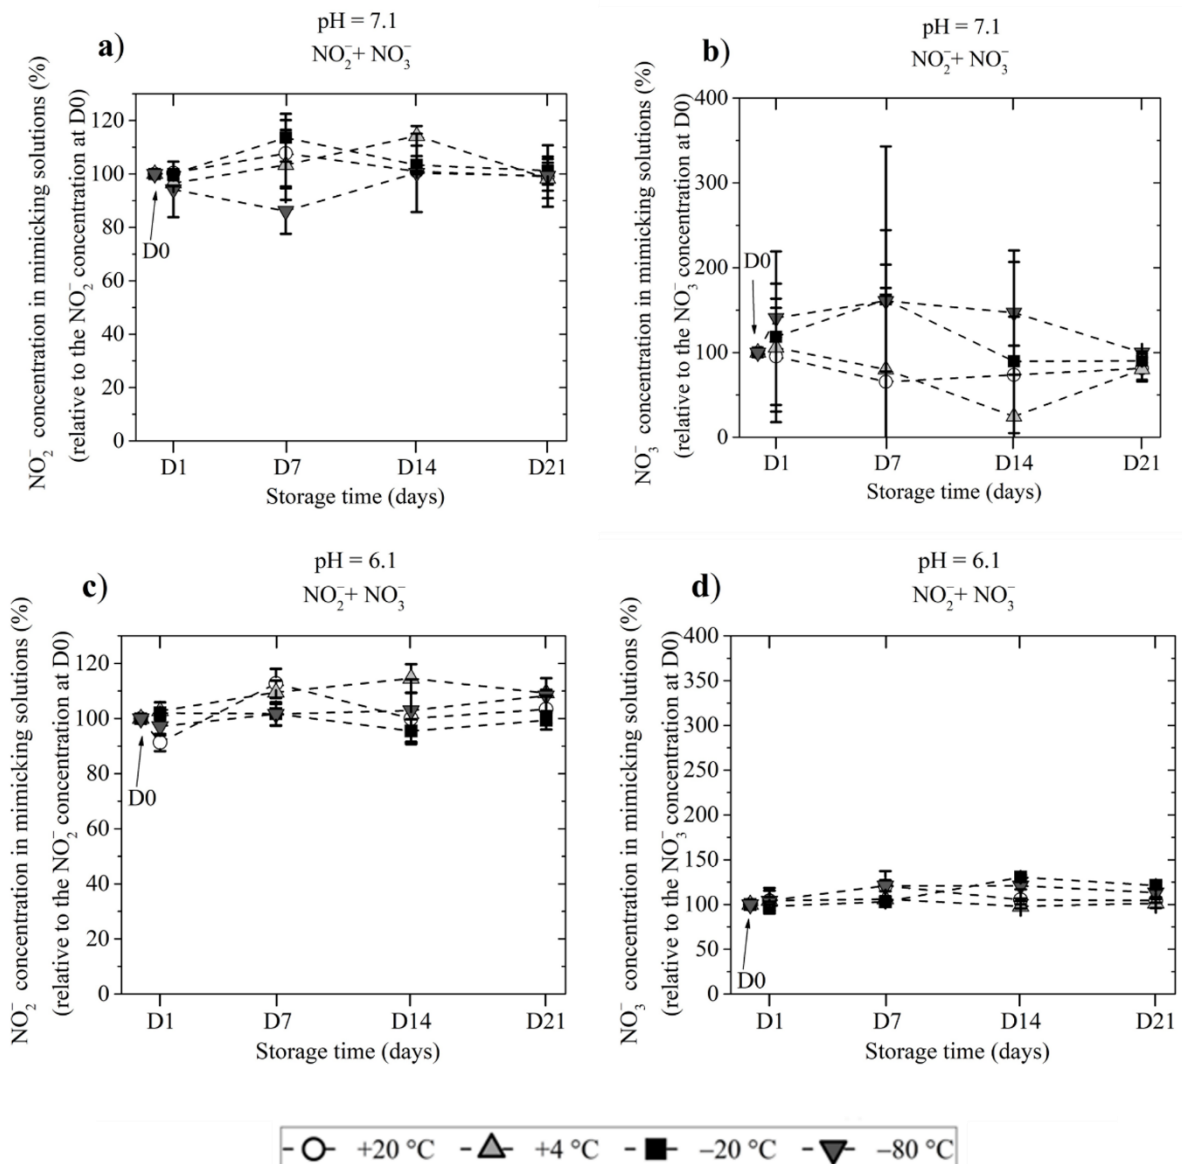 a)
pH = 7.1
NO₂⁻ + NO₃⁻
NO₂⁻ concentration in mimicking solutions (%)
(relative to the NO₂⁻ concentration at D0)
120
100
80
60
40
20
0
D0
D1 D7 D14 D21
Storage time (days)
b)
pH = 7.1
NO₂⁻ + NO₃⁻
NO₃⁻ concentration in mimicking solutions (%)
(relative to the NO₃⁻ concentration at D0)
400
300
200
100
0
D0
D1 D7 D14 D21
Storage time (days)
c)
pH = 6.1
NO₂⁻ + NO₃⁻
NO₂⁻ concentration in mimicking solutions (%)
(relative to the NO₂⁻ concentration at D0)
120
100
80
60
40
20
0
D0
D1 D7 D14 D21
Storage time (days)
d)
pH = 6.1
NO₂⁻ + NO₃⁻
NO₃⁻ concentration in mimicking solutions (%)
(relative to the NO₃⁻ concentration at D0)
400
350
300
250
200
150
100
50
0
D0
D1 D7 D14 D21
Storage time (days)
+20 °C +4 °C –20 °C –80 °C